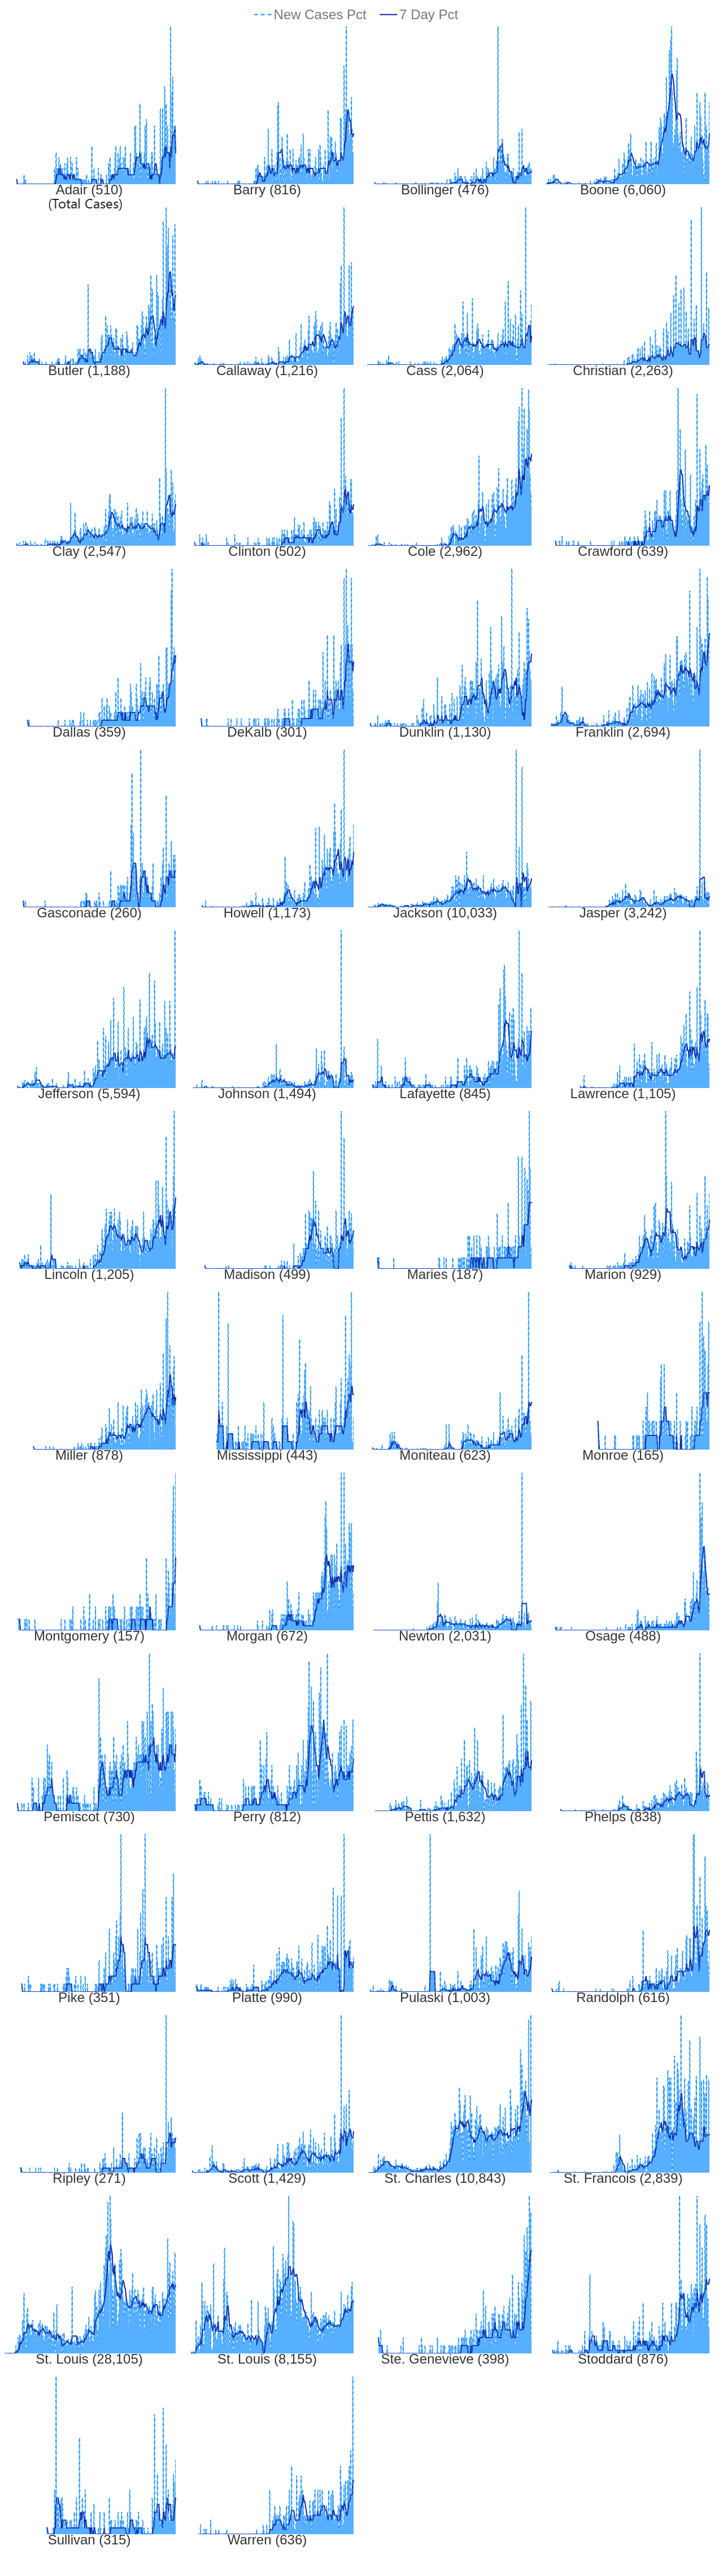 New Cases Pct 7 Day Pct
Adair (510) Barry (816) Bollinger (476) Boone (6,060)
(Total Cases)
Butler (1,188) Callaway (1,216) Cass (2,064) Christian (2,263)
Clay (2,547) Clinton (502) Cole (2,962) Crawford (639)
Dallas (359) DeKalb (301) Dunklin (1,130) Franklin (2,694)
Gasconade (260) Howell (1,173) Jackson (10,033) Jasper (3,242)
Jefferson (5,594) Johnson (1,494) Lafayette (845) Lawrence (1,105)
Lincoln (1,205) Madison (499) Maries (187) Marion (929)
Miller (878) Mississippi (443) Moniteau (623) Monroe (165)
Montgomery (157) Morgan (672) Newton (2,031) Osage (488)
Pemiscot (730) Perry (812) Pettis (1,632) Phelps (838)
Pike (351) Platte (990) Pulaski (1,003) Randolph (616)
Ripley (271) Scott (1,429) St. Charles (10,843) St. Francois (2,839)
St. Louis (28,105) St. Louis (8,155) Ste. Genevieve (398) Stoddard (876)
Sullivan (315) Warren (636)